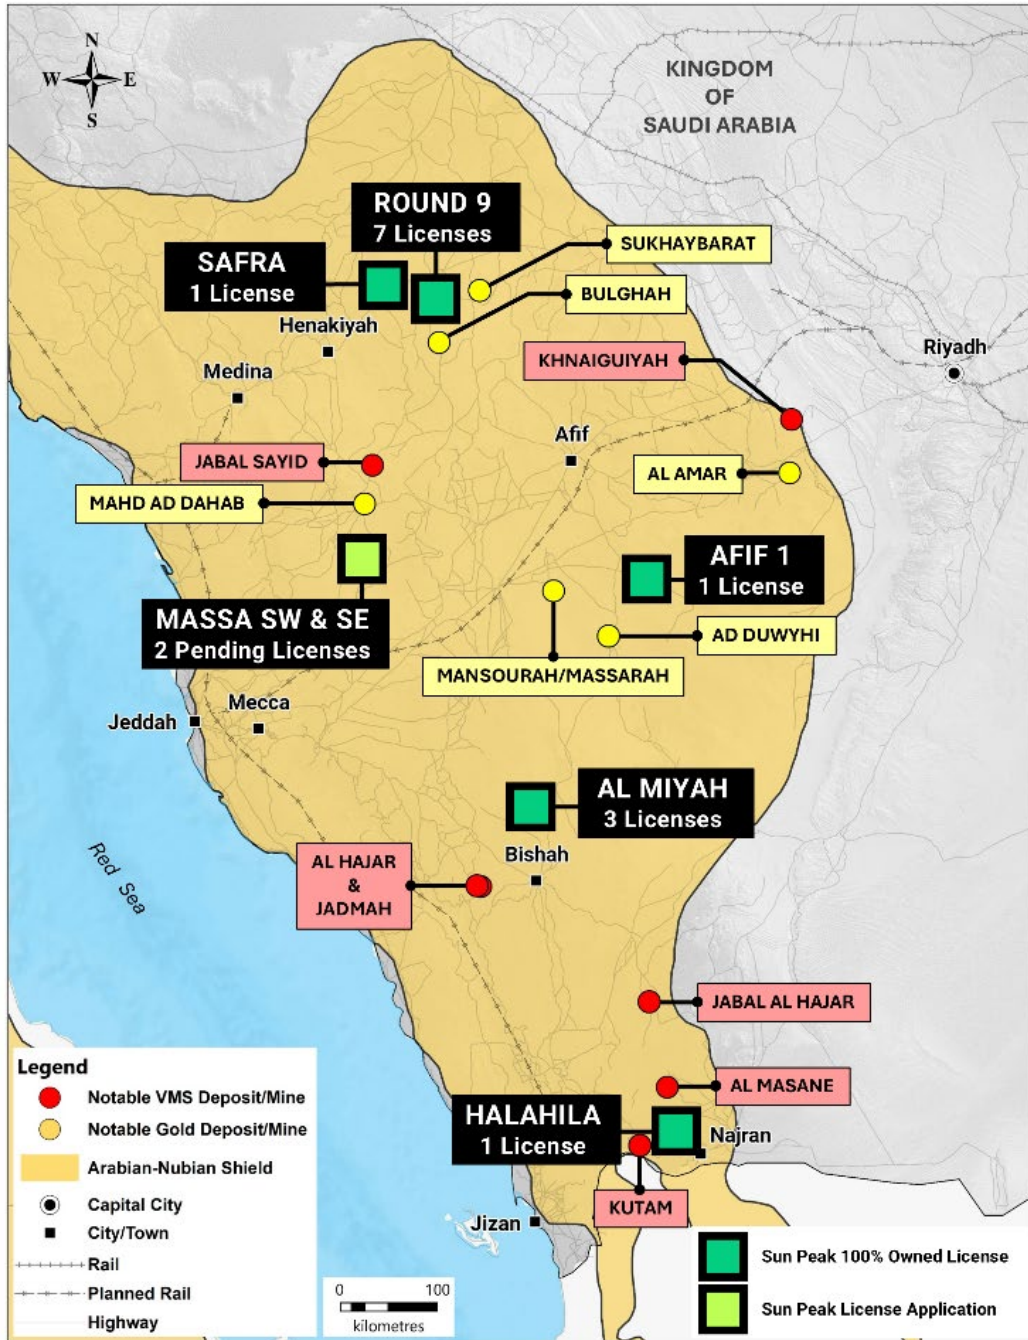 N
W E
S
KINGDOM
OF
SAUDI ARABIA
ROUND 9
7 Licenses
SUKHAYBARAT
SAFRA
1 License
BULGHAH
Henakiyah
KHNAIGUIYAH
Riyadh
Medina
Afif
JABAL SAYID
AL AMAR
MAHD AD DAHAB
AFIF 1
1 License
MASSA SW & SE
2 Pending Licenses
AD DUWYHI
MANSOURAH/MASSARAH
Mecca
Jeddah
AL MIYAH
3 Licenses
Red Sea
Bishah
AL HAJAR
&
JADMAH
JABAL AL HAJAR
AL MASANE
HALAHILA
1 License
Najran
KUTAM
Jizan
Legend
Notable VMS Deposit/Mine
Notable Gold Deposit/Mine
Arabian-Nubian Shield
Capital City
City/Town
Rail
Planned Rail
Highway
0 100
kilometres
Sun Peak 100% Owned License
Sun Peak License Application